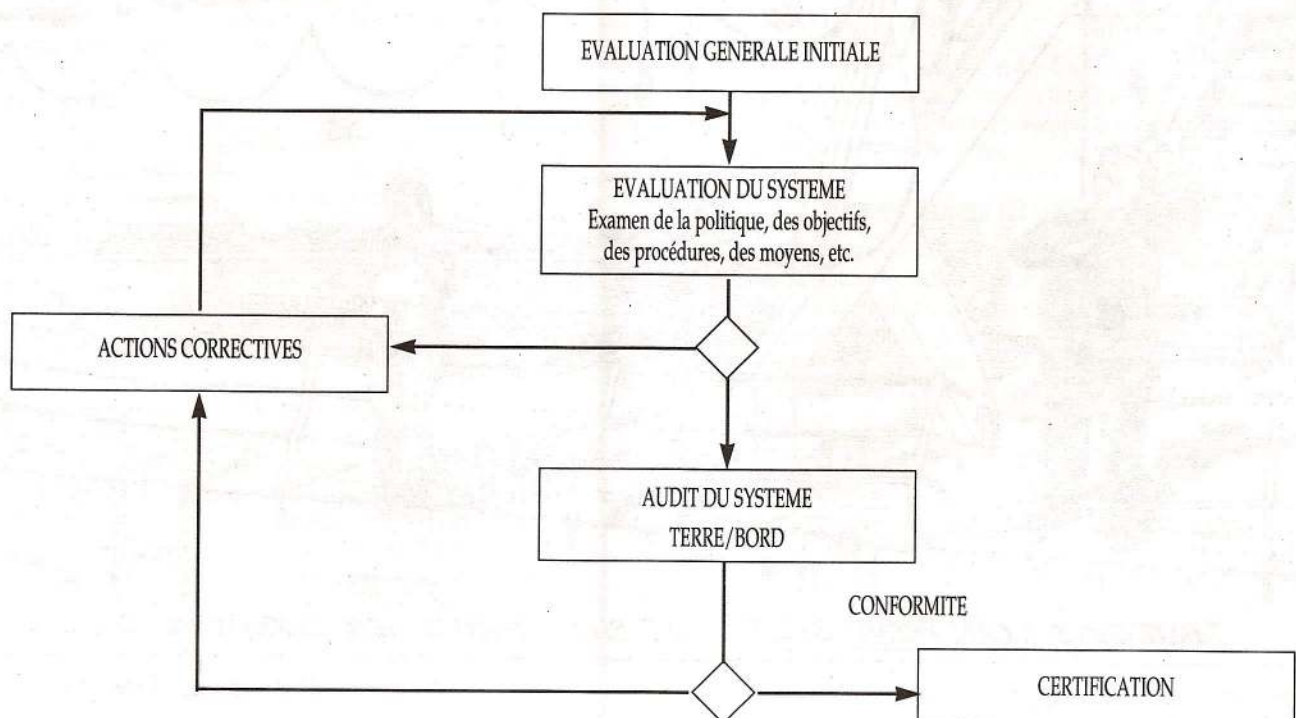 EVALUATION GENERALE INITIALE
EVALUATION DU SYSTEME
Examen de la politique, des objectifs,
des procédures, des moyens, etc.
ACTIONS CORRECTIVES
AUDIT DU SYSTEME
TERRE/BORD
CONFORMITE
CERTIFICATION